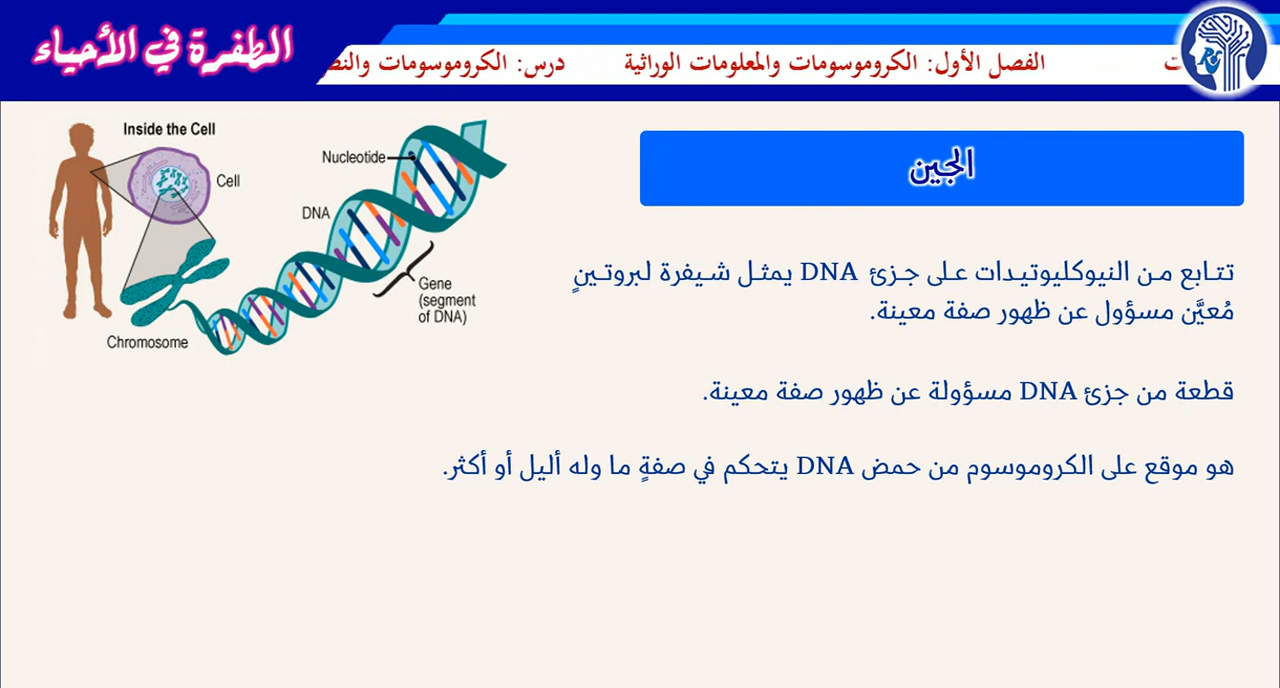 الطفرة في الأحياء
الفصل الأول: الكروموسومات والمعلومات الوراثية
درس: الكروموسومات
الجين
تتابع من النيوكليوتيدات على جزئ DNA يمثل شيفرة لبروتينٍ
مُعيَّن مسؤول عن ظهور صفة معينة.
قطعة من جزئ DNA مسؤولة عن ظهور صفة معينة.
هو موقع على الكروموسوم من حمض DNA يتحكم في صفةٍ ما وله أليل أو أكثر.
Inside the Cell
Cell
Nucleotide
DNA
Gene
(segment
of DNA)
Chromosome